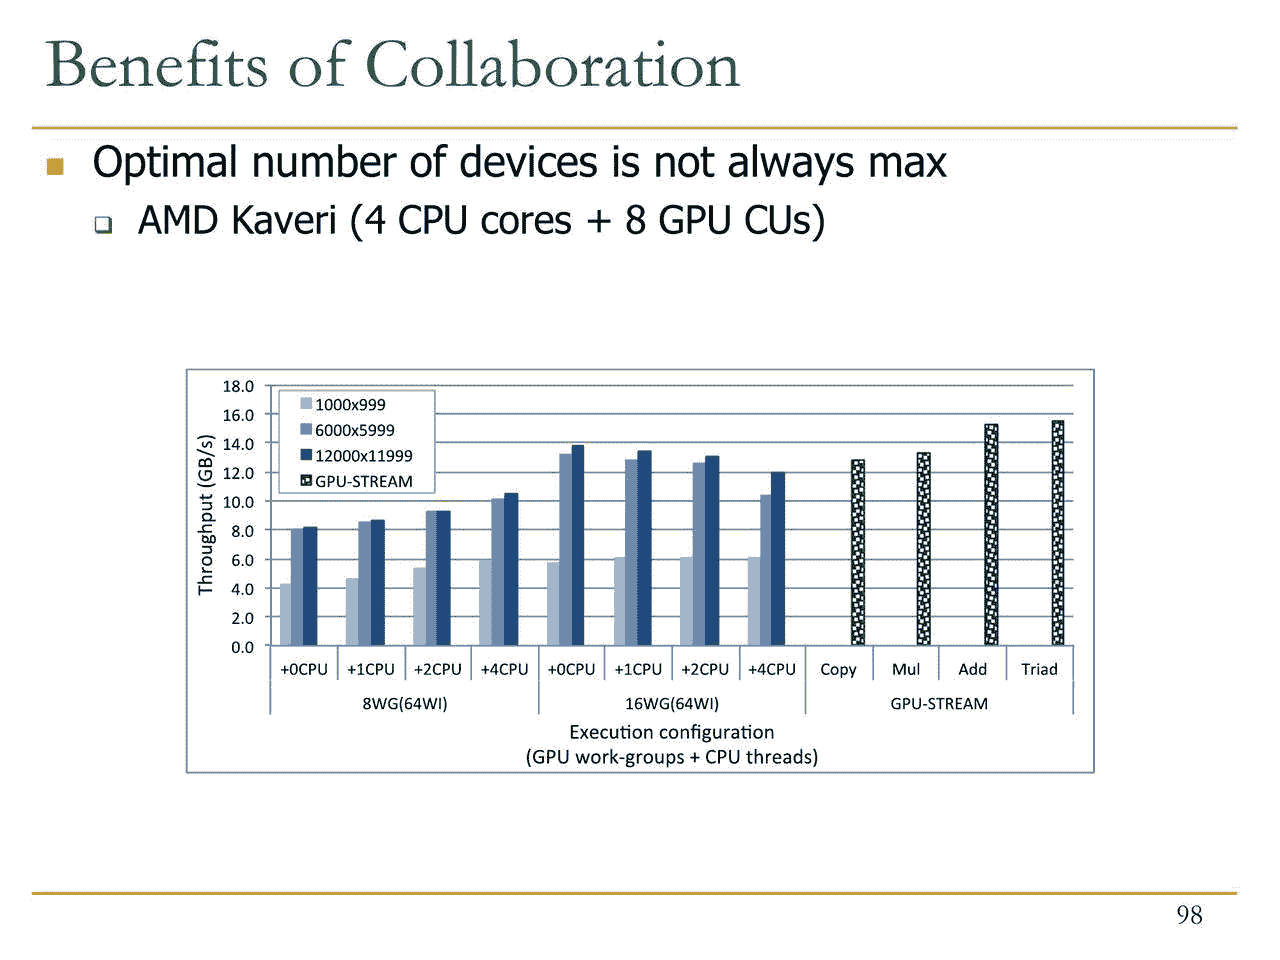 Benefits of Collaboration
Optimal number of devices is not always max
AMD Kaveri (4 CPU cores + 8 GPU CUs)
18.0
16.0
14.0
12.0
10.0
8.0
6.0
4.0
2.0
0.0
Throughput (GB/s)
1000x999
6000x5999
12000x11999
GPU-STREAM
+0CPU +1CPU +2CPU +4CPU +0CPU +1CPU +2CPU +4CPU Copy Mul Add Triad
8WG(64WI) 16WG(64WI) GPU-STREAM
Execution configuration
(GPU work-groups + CPU threads)
98